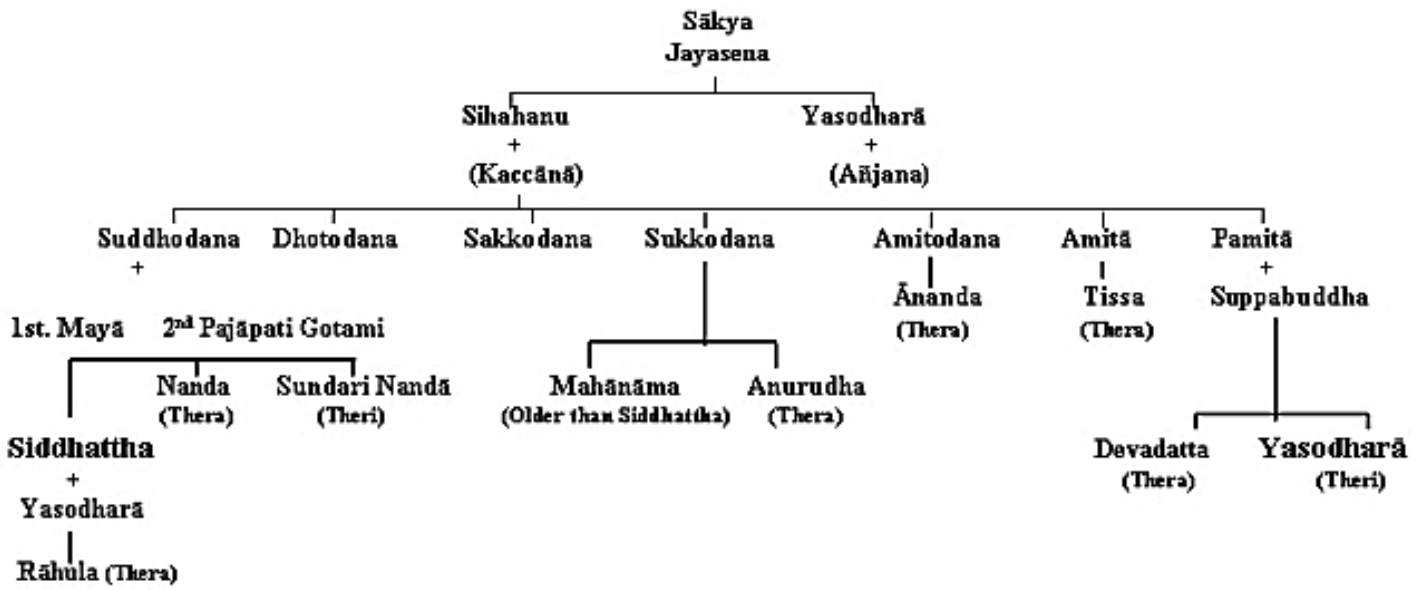 Sākya
Jayasena
Sihahanu Yasodharā
+ +
(Kaccānā) (Añjana)
Suddhodana Dhotodana Sakkodana Sukkodana Amitodana Amitā Pamitā
+ +
Ānanda Tissa Suppabuddha
(Thera) (Thera)
1st. Mayā 2nd Pajāpati Gotami
Nanda Sundari Nandā Mahānāma Anurudha
(Thera) (Theri) (Older than Siddhattha) (Thera)
Siddhattha Devadatta Yasodharā
+ (Thera) (Theri)
Yasodharā
Rāhula (Thera)